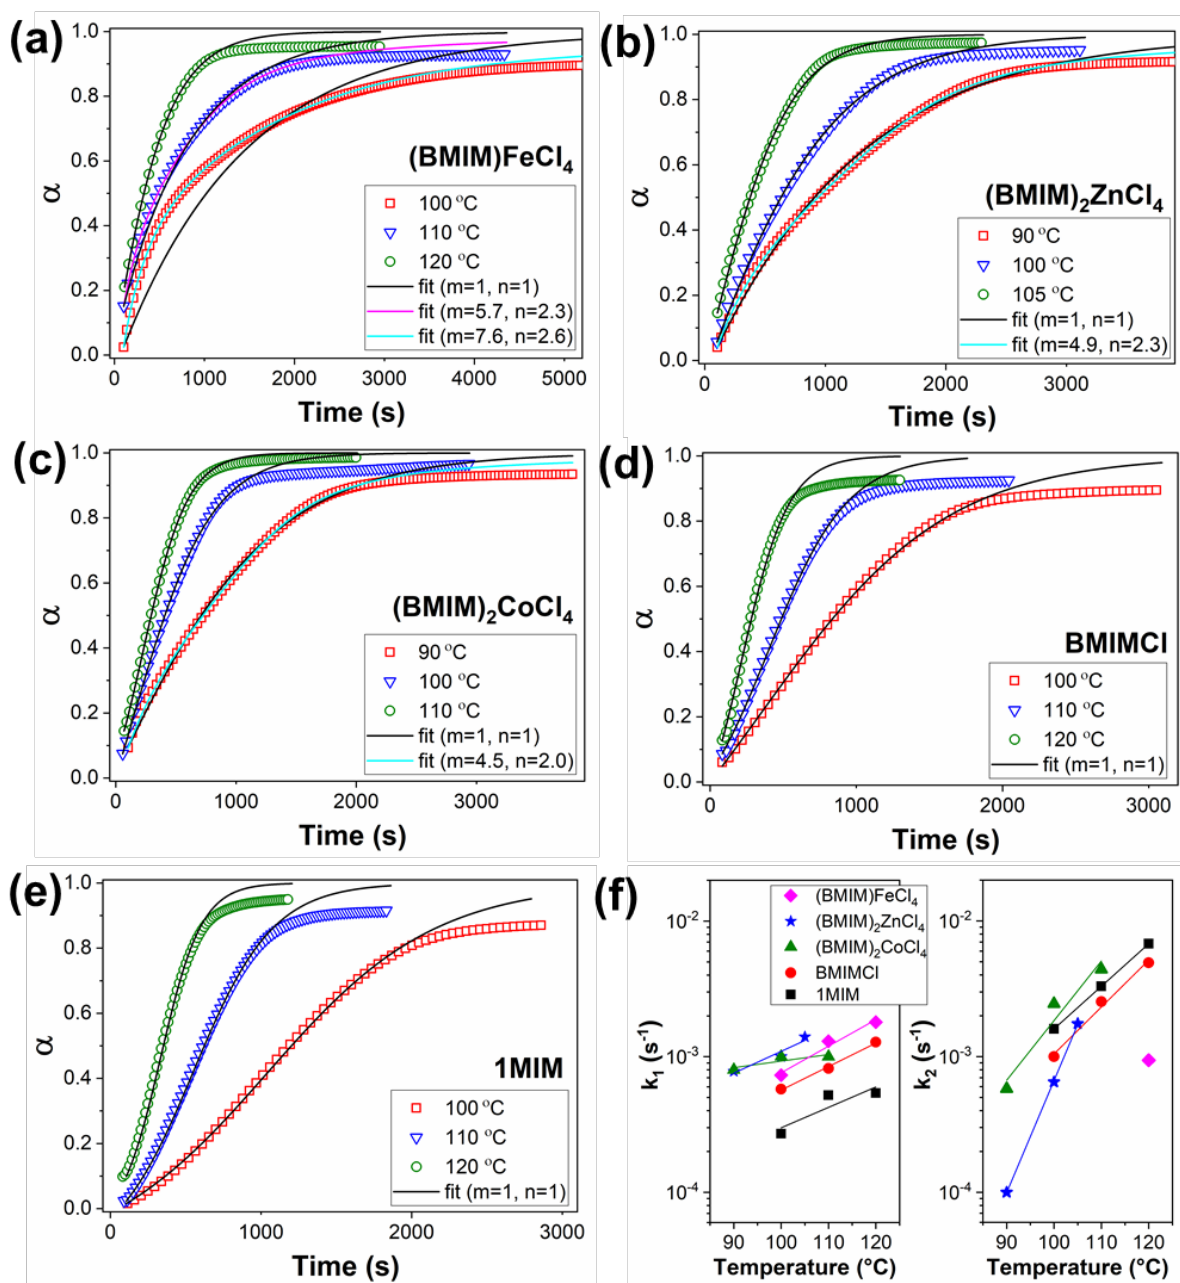 (a)
α
1.0
0.8
0.6
0.4
0.2
0.0
(BMIM)FeCl₄
100 °C
110 °C
120 °C
fit (m=1, n=1)
fit (m=5.7, n=2.3)
fit (m=7.6, n=2.6)
0 1000 2000 3000 4000 5000
Time (s)
(b)
α
1.0
0.8
0.6
0.4
0.2
0.0
(BMIM)₂ZnCl₄
90 °C
100 °C
105 °C
fit (m=1, n=1)
fit (m=4.9, n=2.3)
0 1000 2000 3000
Time (s)
(c)
α
1.0
0.8
0.6
0.4
0.2
0.0
(BMIM)₂CoCl₄
90 °C
100 °C
110 °C
fit (m=1, n=1)
fit (m=4.5, n=2.0)
0 1000 2000 3000
Time (s)
(d)
α
1.0
0.8
0.6
0.4
0.2
0.0
BMIMCl
100 °C
110 °C
120 °C
fit (m=1, n=1)
0 1000 2000 3000
Time (s)
(e)
α
1.0
0.8
0.6
0.4
0.2
0.0
1MIM
100 °C
110 °C
120 °C
fit (m=1, n=1)
0 1000 2000 3000
Time (s)
(f)
(BMIM)FeCl₄
(BMIM)₂ZnCl₄
(BMIM)₂CoCl₄
BMIMCl
1MIM
k₁ (s⁻¹)
10⁻²
10⁻³
10⁻⁴
90 100 110 120
Temperature (°C)
k₂ (s⁻¹)
10⁻²
10⁻³
10⁻⁴
90 100 110 120
Temperature (°C)